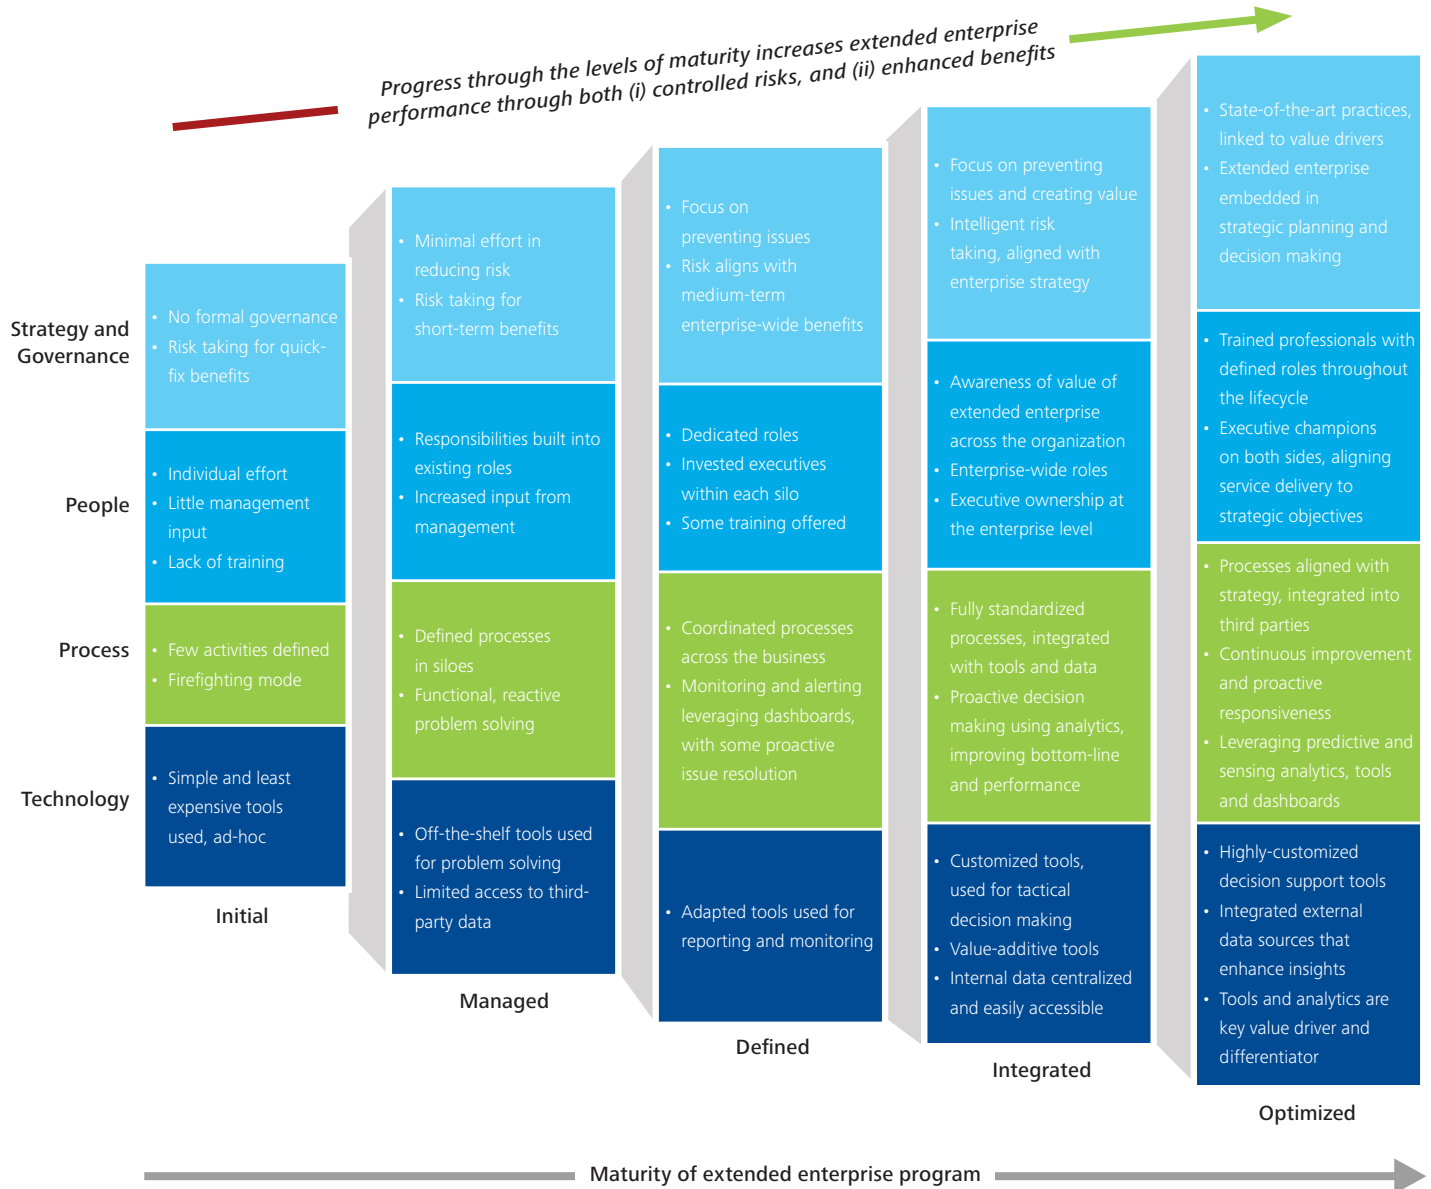 Progress through the levels of maturity increases extended enterprise
performance through both (i) controlled risks, and (ii) enhanced benefits
Strategy and
Governance
People
Process
Technology
• No formal governance
• Risk taking for quick-
fix benefits
• Individual effort
• Little management
input
• Lack of training
• Few activities defined
• Firefighting mode
• Simple and least
expensive tools
used, ad-hoc
Initial
• Minimal effort in
reducing risk
• Risk taking for
short-term benefits
• Responsibilities built into
existing roles
• Increased input from
management
• Defined processes
in siloes
• Functional, reactive
problem solving
• Off-the-shelf tools used
for problem solving
• Limited access to third-
party data
Managed
• Focus on
preventing issues
• Risk aligns with
medium-term
enterprise-wide benefits
• Dedicated roles
• Invested executives
within each silo
• Some training offered
• Coordinated processes
across the business
• Monitoring and alerting
leveraging dashboards,
with some proactive
issue resolution
• Adapted tools used for
reporting and monitoring
Defined
• Focus on preventing
issues and creating value
• Intelligent risk
taking, aligned with
enterprise strategy
• Awareness of value of
extended enterprise
across the organization
• Enterprise-wide roles
• Executive ownership at
the enterprise level
• Fully standardized
processes, integrated
with tools and data
• Proactive decision
making using analytics,
improving bottom-line
and performance
• Customized tools,
used for tactical
decision making
• Value-additive tools
• Internal data centralized
and easily accessible
Integrated
• State-of-the-art practices,
linked to value drivers
• Extended enterprise
embedded in
strategic planning and
decision making
• Trained professionals with
defined roles throughout
the lifecycle
• Executive champions
on both sides, aligning
service delivery to
strategic objectives
• Processes aligned with
strategy, integrated into
third parties
• Continuous improvement
and proactive
responsiveness
• Leveraging predictive and
sensing analytics, tools
and dashboards
• Highly-customized
decision support tools
• Integrated external
data sources that
enhance insights
• Tools and analytics are
key value driver and
differentiator
Optimized
Maturity of extended enterprise program